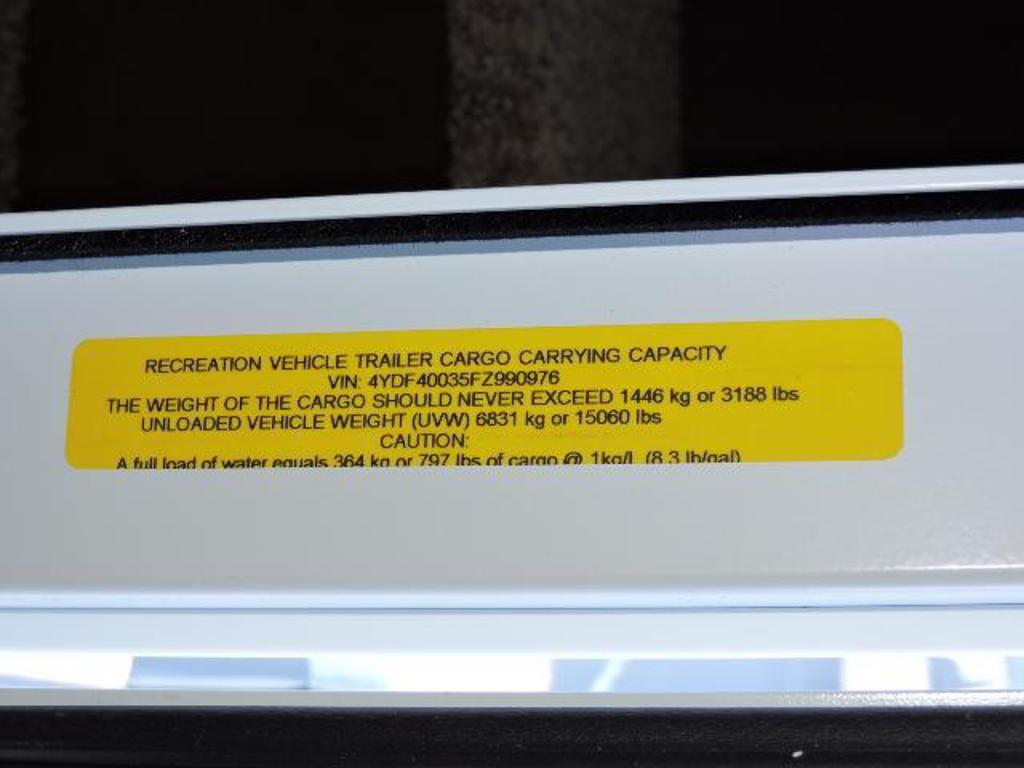 RECREATION VEHICLE TRAILER CARGO CARRYING CAPACITY
VIN: 4YDF40035FZ990976
THE WEIGHT OF THE CARGO SHOULD NEVER EXCEED 1446 kg or 3188 lbs
UNLOADED VEHICLE WEIGHT (UVW) 6831 kg or 15060 lbs
CAUTION:
A full load of water equals 364 kg or 797 lbs of cargo @ 1kg/L (8.3 lb/gal)